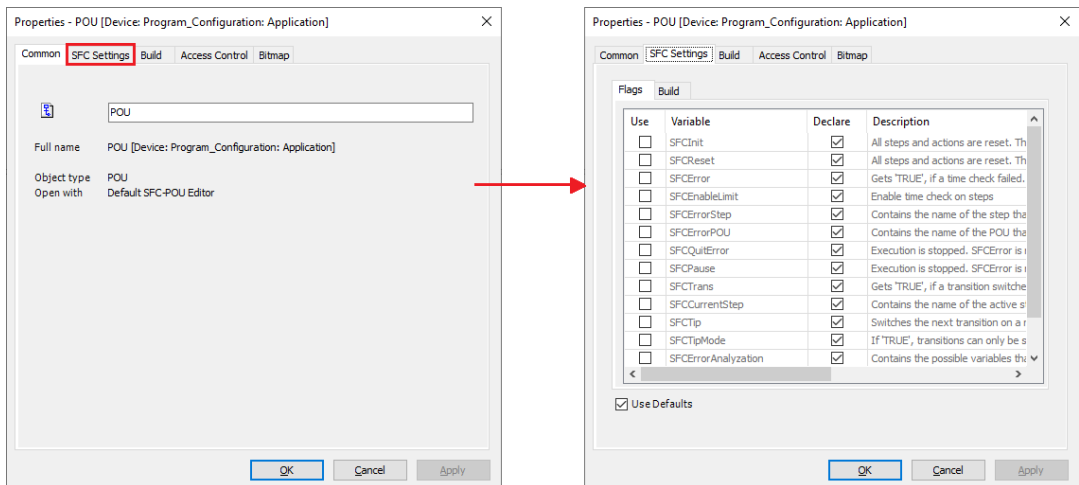 Properties - POU [Device: Program_Configuration: Application]
Common SFC Settings Build Access Control Bitmap
POU
Full name POU [Device: Program_Configuration: Application]
Object type POU
Open with Default SFC-POU Editor
OK Cancel Apply
Properties - POU [Device: Program_Configuration: Application]
Common SFC Settings Build Access Control Bitmap
Flags Build
Use Variable Declare Description
SFCInit All steps and actions are reset. Th
SFCReset All steps and actions are reset. Th
SFCError Gets 'TRUE', if a time check failed.
SFCEnableLimit Enable time check on steps
SFCErrorStep Contains the name of the step tha
SFCErrorPOU Contains the name of the POU tha
SFCQuitError Execution is stopped. SFCError is
SFCPause Execution is stopped. SFCError is
SFCTrans Gets 'TRUE', if a transition switche
SFCCurrentStep Contains the name of the active
SFCTip Switches the next transition on a
SFCTipMode If 'TRUE', transitions can only be s
SFCErrorAnalyzation Contains the possible variables tha
Use Defaults
OK Cancel Apply